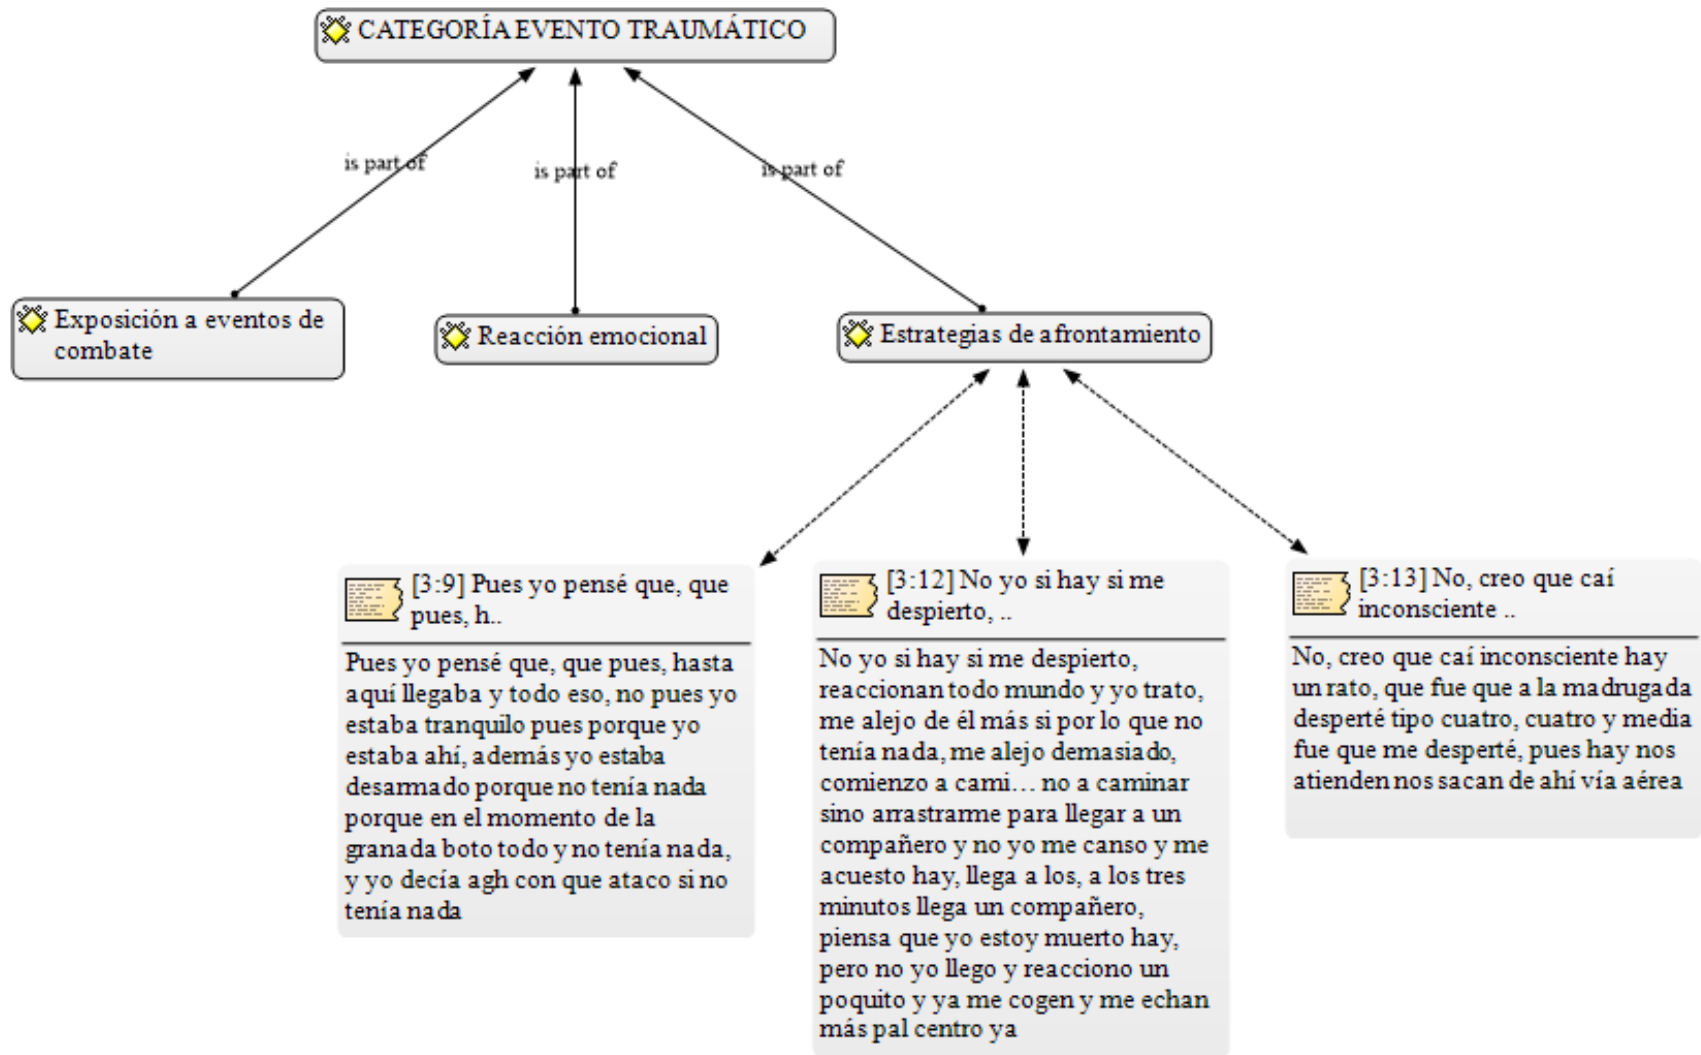 CATEGORÍA EVENTO TRAUMÁTICO
is part of
is part of
is part of
Exposición a eventos de
combate
Reacción emocional
Estrategias de afrontamiento
[3:9] Pues yo pensé que, que
pues, h..
Pues yo pensé que, que pues, hasta
aquí llegaba y todo eso, no pues yo
estaba tranquilo pues porque yo
estaba ahí, además yo estaba
desarmado porque no tenía nada
porque en el momento de la
granada boto todo y no tenía nada,
y yo decía agh con que ataco si no
tenía nada
[3:12] No yo si hay si me
despierto, ..
No yo si hay si me despierto,
reaccionan todo mundo y yo trato,
me alejo de él más si por lo que no
tenía nada, me alejo demasiado,
comienzo a cami... no a caminar
sino arrastrarme para llegar a un
compañero y no yo me canso y me
acuesto hay, llega a los, a los tres
minutos llega un compañero,
piensa que yo estoy muerto hay,
pero no yo llego y reacciono un
poquito y ya me cogen y me echan
más pal centro ya
[3:13] No, creo que caí
inconsciente ..
No, creo que caí inconsciente hay
un rato, que fue que a la madrugada
desperté tipo cuatro, cuatro y media
fue que me desperté, pues hay nos
atienden nos sacan de ahí vía aérea